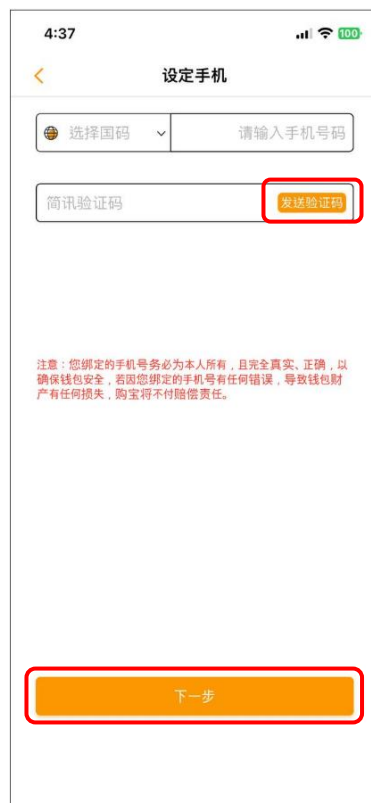 4:37
100
设定手机
选择国码
请输入手机号码
简讯验证码
发送验证码
注意：您绑定的手机号务必为本人所有，且完全真实、正确，以
确保钱包安全，若因您绑定的手机号有任何错误，导致钱包财
产有任何损失，购宝将不付赔偿责任。
下一步